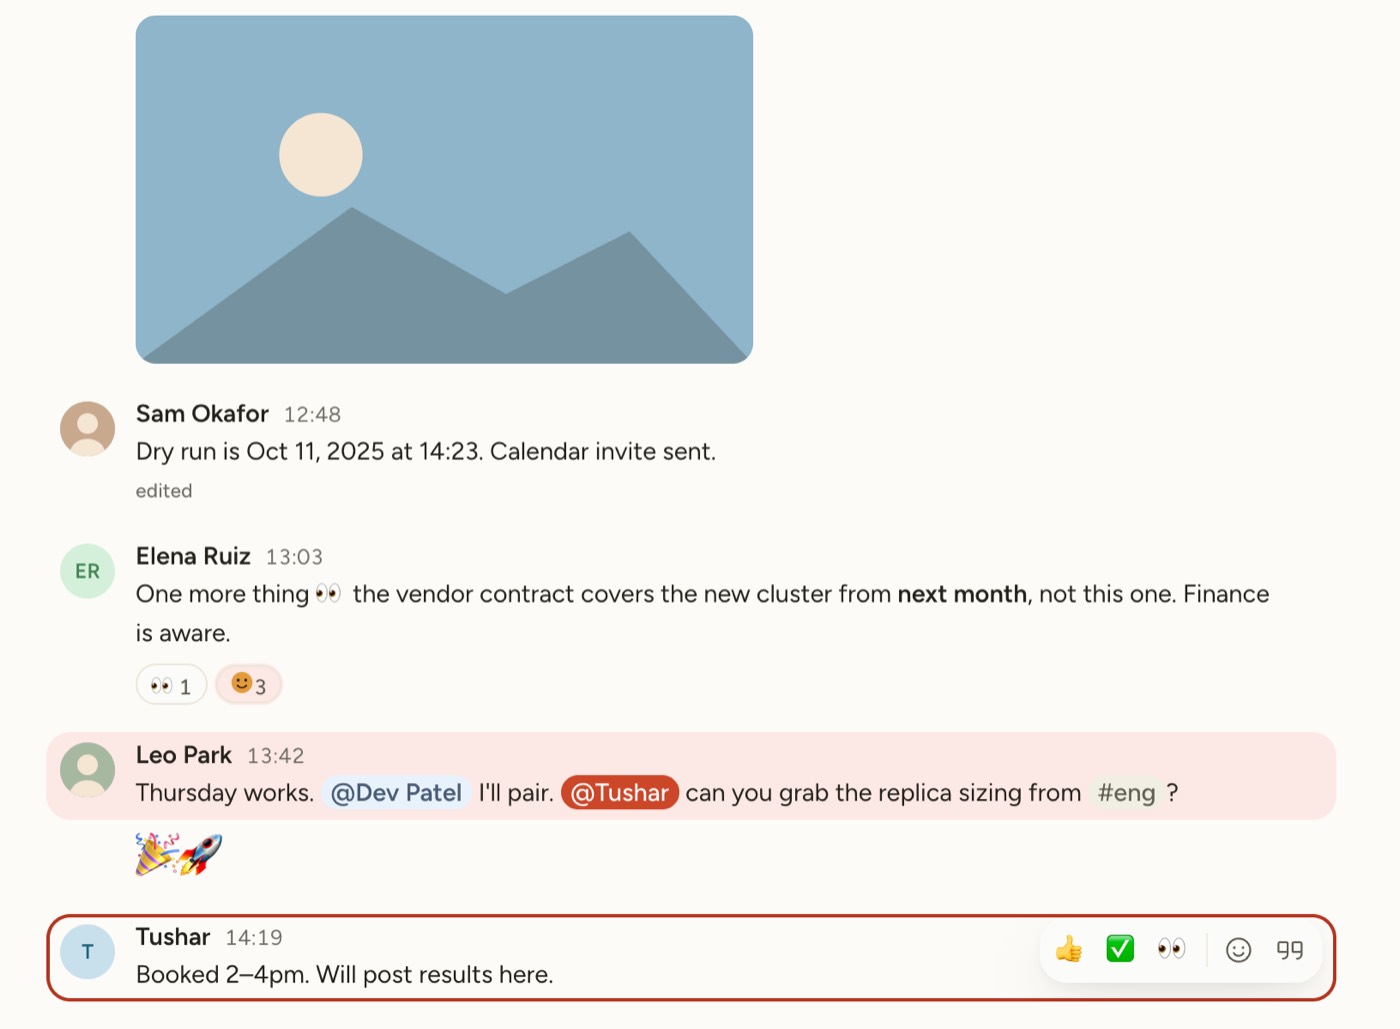 Sam Okafor 12:48
Dry run is Oct 11, 2025 at 14:23. Calendar invite sent.
edited
ER
Elena Ruiz 13:03
One more thing 👀 the vendor contract covers the new cluster from next month, not this one. Finance
is aware.
👀 1 🙂 3
Leo Park 13:42
Thursday works. @Dev Patel I'll pair. @Tushar can you grab the replica sizing from #eng ?
🎉🚀
T
Tushar 14:19
Booked 2–4pm. Will post results here.